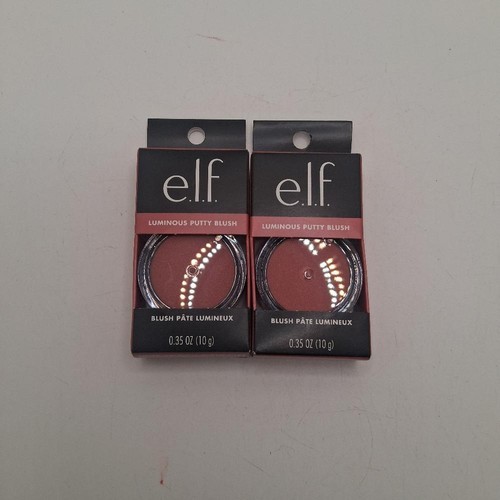 e.l.f.
LUMINOUS PUTTY BLUSH
BLUSH PÂTE LUMINEUX
0.35 OZ (10 g)
e.l.f.
LUMINOUS PUTTY BLUSH
BLUSH PÂTE LUMINEUX
0.35 OZ (10 g)